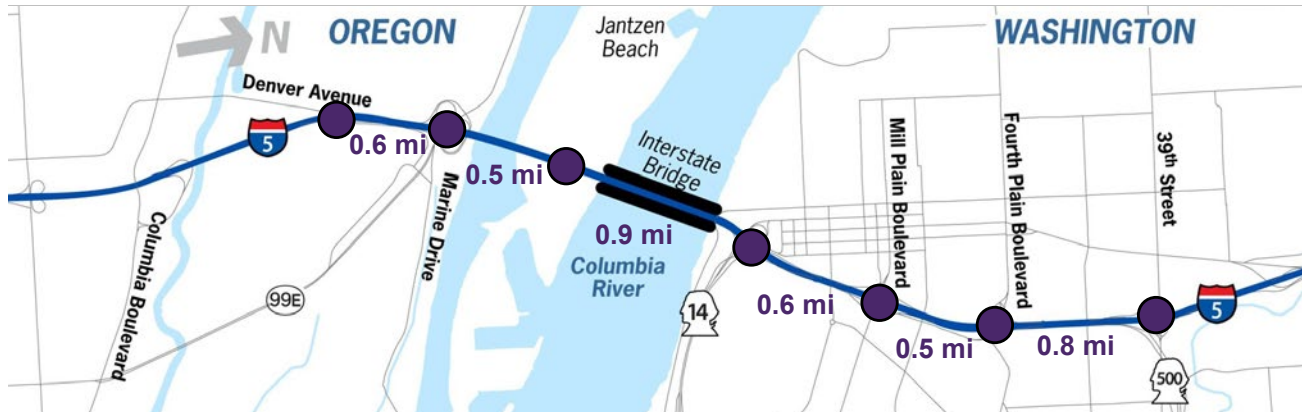 N
OREGON
Jantzen
Beach
WASHINGTON
Denver Avenue
5
0.6 mi
0.5 mi
Interstate
Bridge
Mill Plain Boulevard
Fourth Plain Boulevard
39th Street
Columbia Boulevard
Marine Drive
0.9 mi
Columbia
River
99E
14
0.6 mi
0.5 mi
0.8 mi
5
500